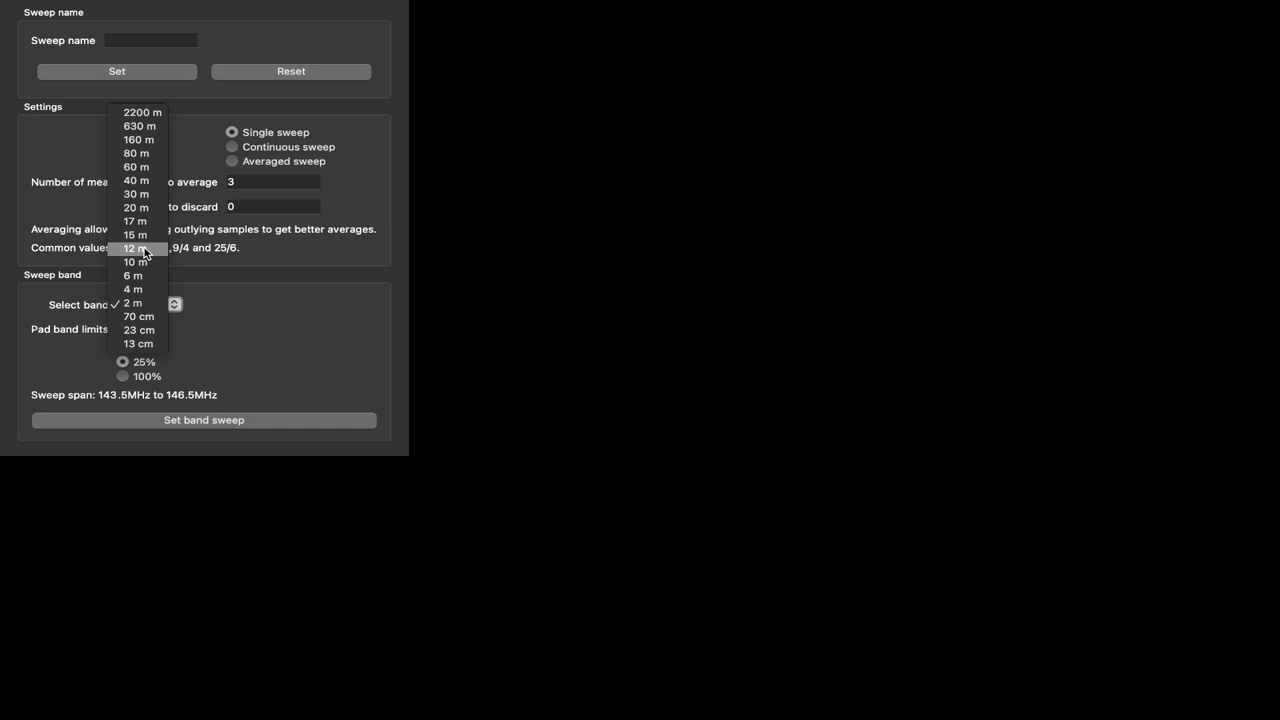 Sweep name
Sweep name
Set Reset
Settings
Single sweep
Continuous sweep
Averaged sweep
Number of mea o average 3
to discard 0
Averaging allow g outlying samples to get better averages.
Common values ,9/4 and 25/6.
Sweep band
Select band
Pad band limits
2200 m
630 m
160 m
80 m
60 m
40 m
30 m
20 m
17 m
15 m
12 m
10 m
6 m
4 m
✓ 2 m
70 cm
23 cm
13 cm
25%
100%
Sweep span: 143.5MHz to 146.5MHz
Set band sweep